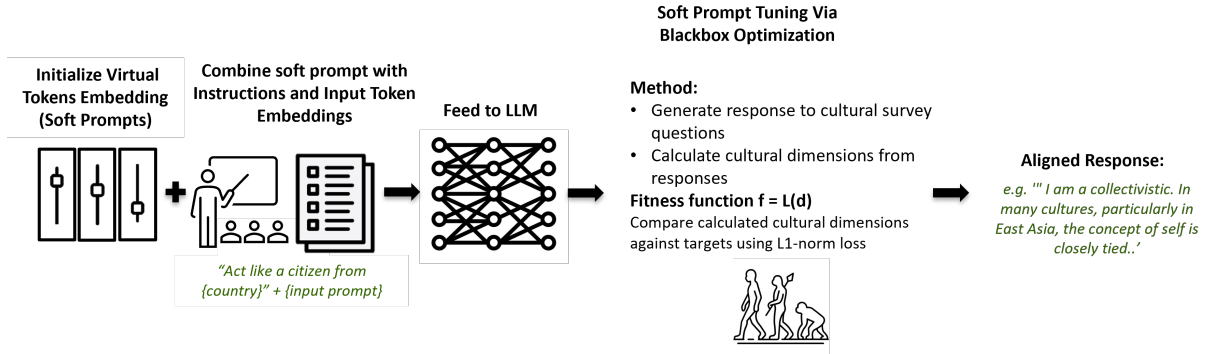 Soft Prompt Tuning Via
Blackbox Optimization
Initialize Virtual
Tokens Embedding
(Soft Prompts)
Combine soft prompt with
Instructions and Input Token
Embeddings
“Act like a citizen from
{country}” + {input prompt}
Feed to LLM
Method:
• Generate response to cultural survey
questions
• Calculate cultural dimensions from
responses
Fitness function f = L(d)
Compare calculated cultural dimensions
against targets using L1-norm loss
Aligned Response:
e.g. '" I am a collectivistic. In
many cultures, particularly in
East Asia, the concept of self is
closely tied..’